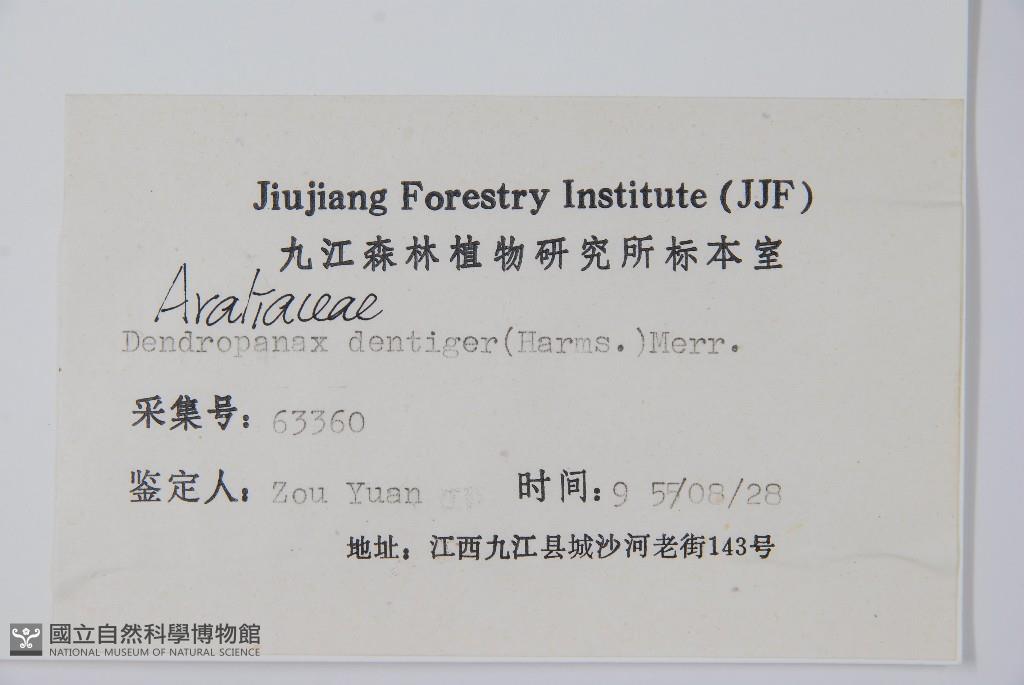 Jiujiang Forestry Institute (JJF)
九江森林植物研究所标本室
Araliaceae
Dendropanax dentiger(Harms.)Merr.
采集号: 63360
鉴定人: Zou Yuan 时间: 9 5/08/28
地址: 江西九江县城沙河老街143号
國立自然科學博物館
NATIONAL MUSEUM OF NATURAL SCIENCE